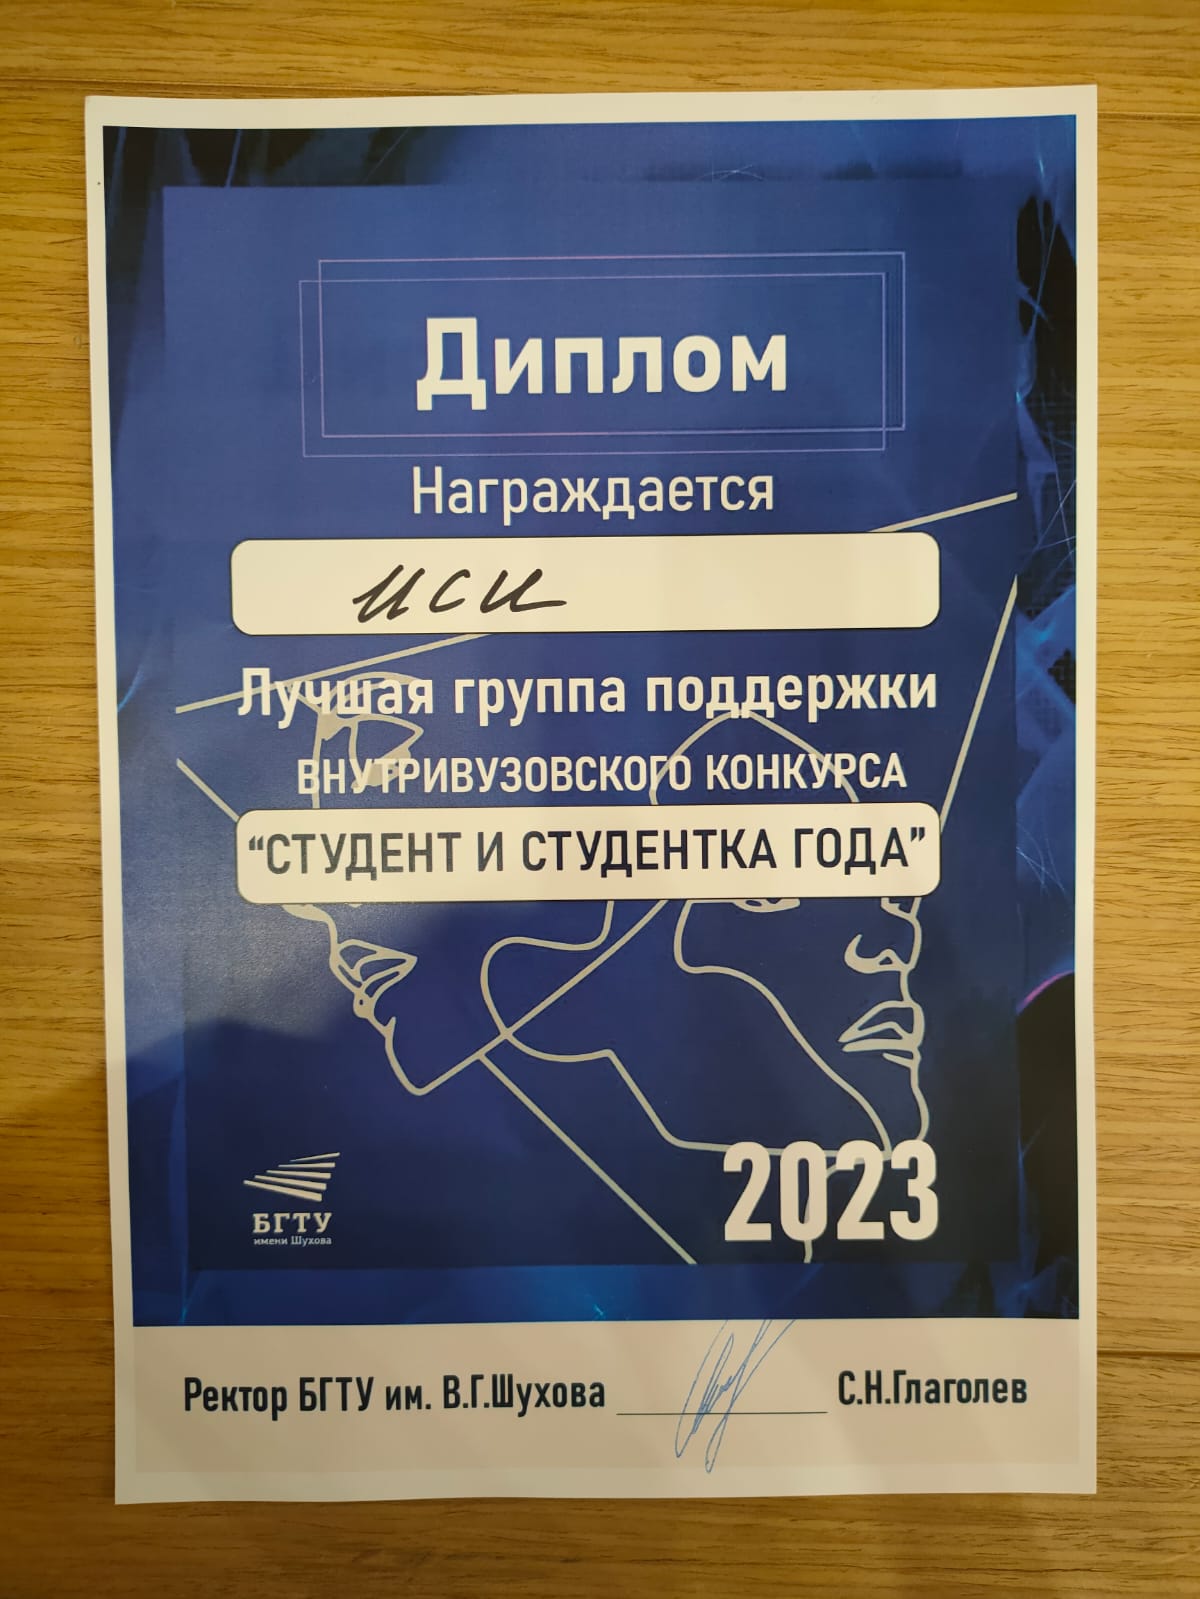 Диплом
Награждается
иси
Лучшая группа поддержки
ВНУТРИВУЗОВСКОГО КОНКУРСА
“СТУДЕНТ И СТУДЕНТКА ГОДА”
2023
БГТУ
имени Шухова
Ректор БГТУ им. В.Г.Шухова
С.Н.Глаголев